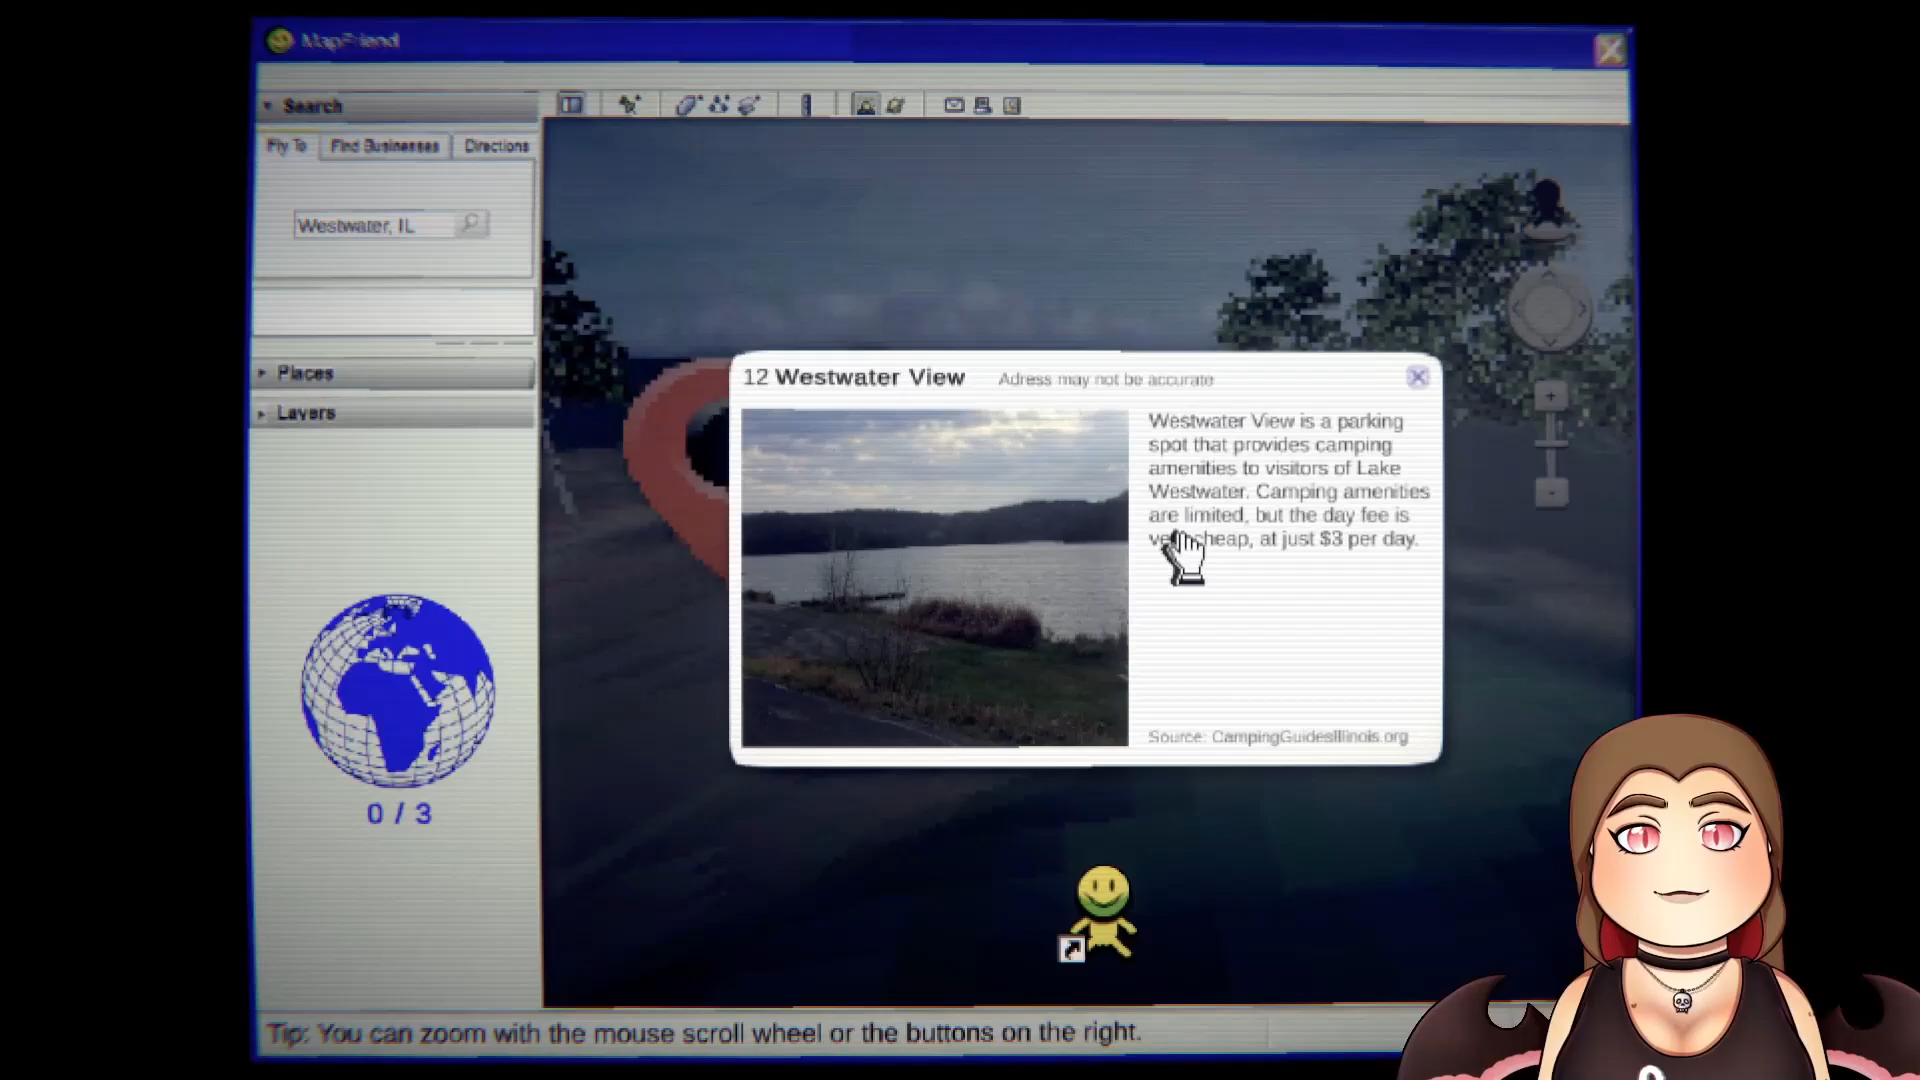 MapFriend
Search
Fly To
Find Businesses
Directions
Westwater, IL
Places
Layers
0 / 3
12 Westwater View
Adress may not be accurate
Westwater View is a parking
spot that provides camping
amenities to visitors of Lake
Westwater. Camping amenities
are limited, but the day fee is
cheap, at just $3 per day.
Source: CampingGuidesIllinois.org
Tip: You can zoom with the mouse scroll wheel or the buttons on the right.